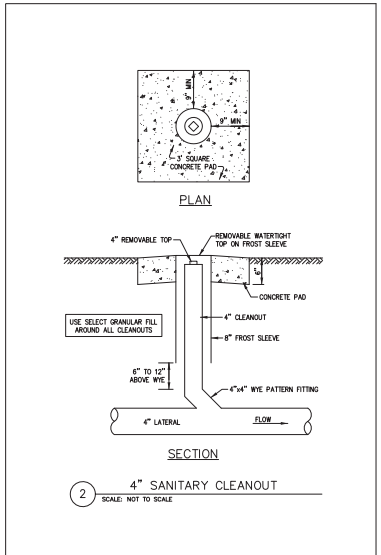 9" MIN
9" MIN
3' SQUARE
CONCRETE PAD
PLAN
4" REMOVABLE TOP
REMOVABLE WATERTIGHT
TOP ON FROST SLEEVE
6"
CONCRETE PAD
USE SELECT GRANULAR FILL
AROUND ALL CLEANOUTS
4" CLEANOUT
8" FROST SLEEVE
6" TO 12"
ABOVE WYE
4"x4" WYE PATTERN FITTING
4" LATERAL
FLOW
SECTION
2
4" SANITARY CLEANOUT
SCALE: NOT TO SCALE